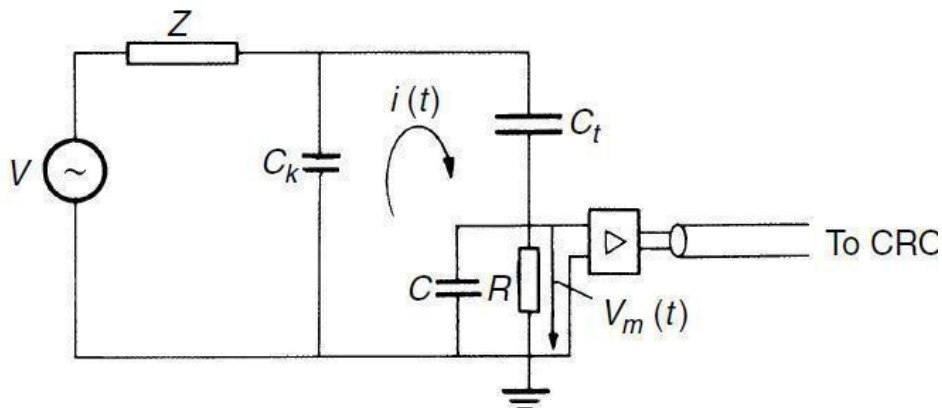 Z
i (t)
C_t
V
~
C_k
To CRO
C
R
V_m (t)